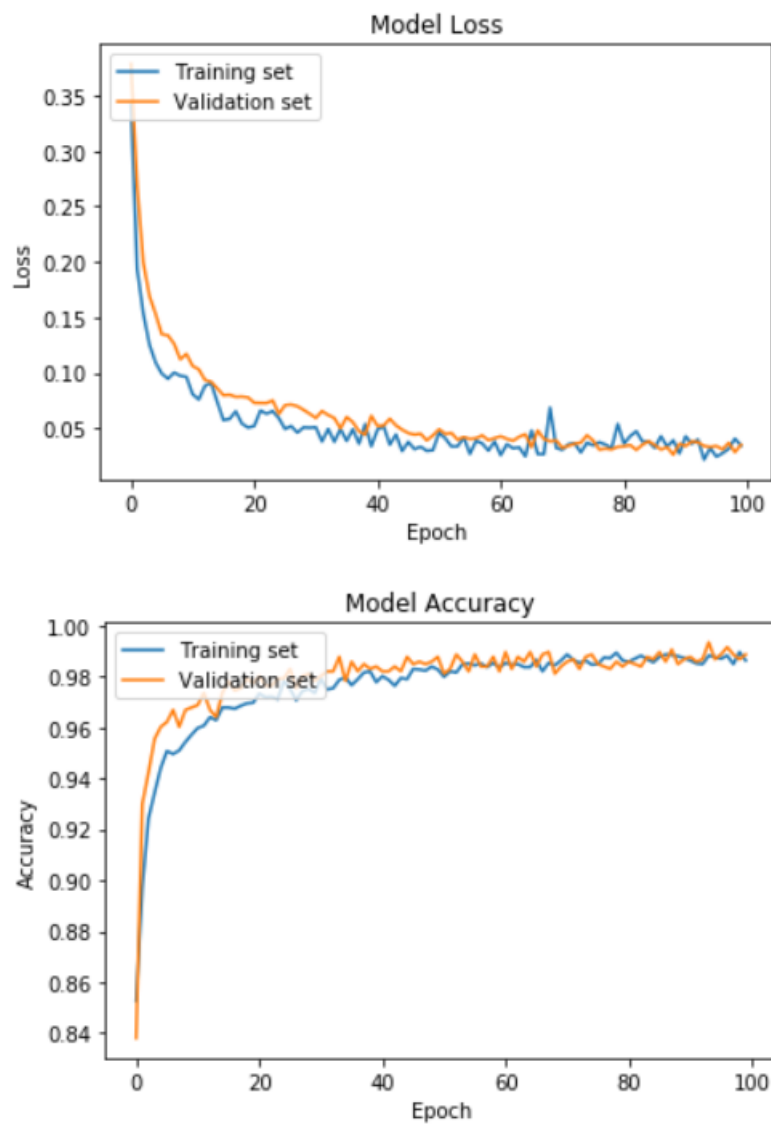 Model Loss
Training set
Validation set
0.35
0.30
0.25
0.20
0.15
0.10
0.05
Loss
0 20 40 60 80 100
Epoch
Model Accuracy
Training set
Validation set
1.00
0.98
0.96
0.94
0.92
0.90
0.88
0.86
0.84
Accuracy
0 20 40 60 80 100
Epoch